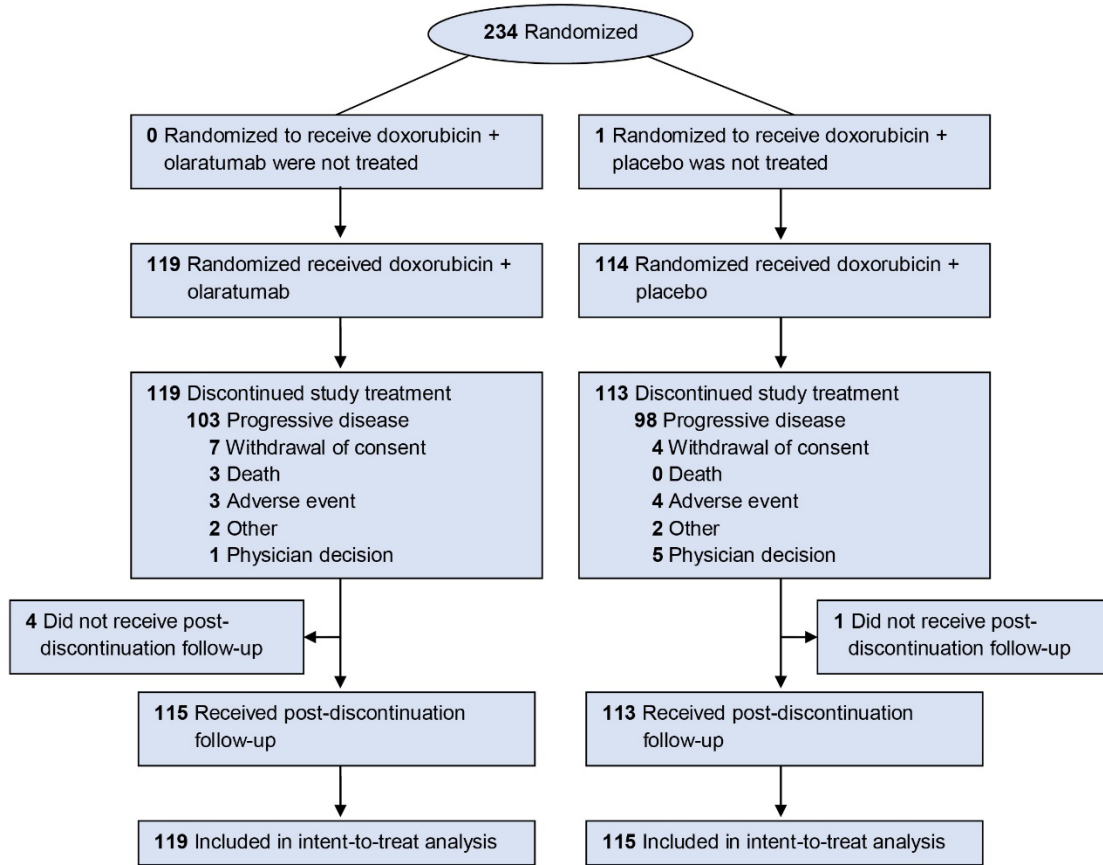 234 Randomized
0 Randomized to receive doxorubicin +
olaratumab were not treated
1 Randomized to receive doxorubicin +
placebo was not treated
119 Randomized received doxorubicin +
olaratumab
114 Randomized received doxorubicin +
placebo
119 Discontinued study treatment
103 Progressive disease
7 Withdrawal of consent
3 Death
3 Adverse event
2 Other
1 Physician decision
113 Discontinued study treatment
98 Progressive disease
4 Withdrawal of consent
0 Death
4 Adverse event
2 Other
5 Physician decision
4 Did not receive post-
discontinuation follow-up
1 Did not receive post-
discontinuation follow-up
115 Received post-discontinuation
follow-up
113 Received post-discontinuation
follow-up
119 Included in intent-to-treat analysis
115 Included in intent-to-treat analysis